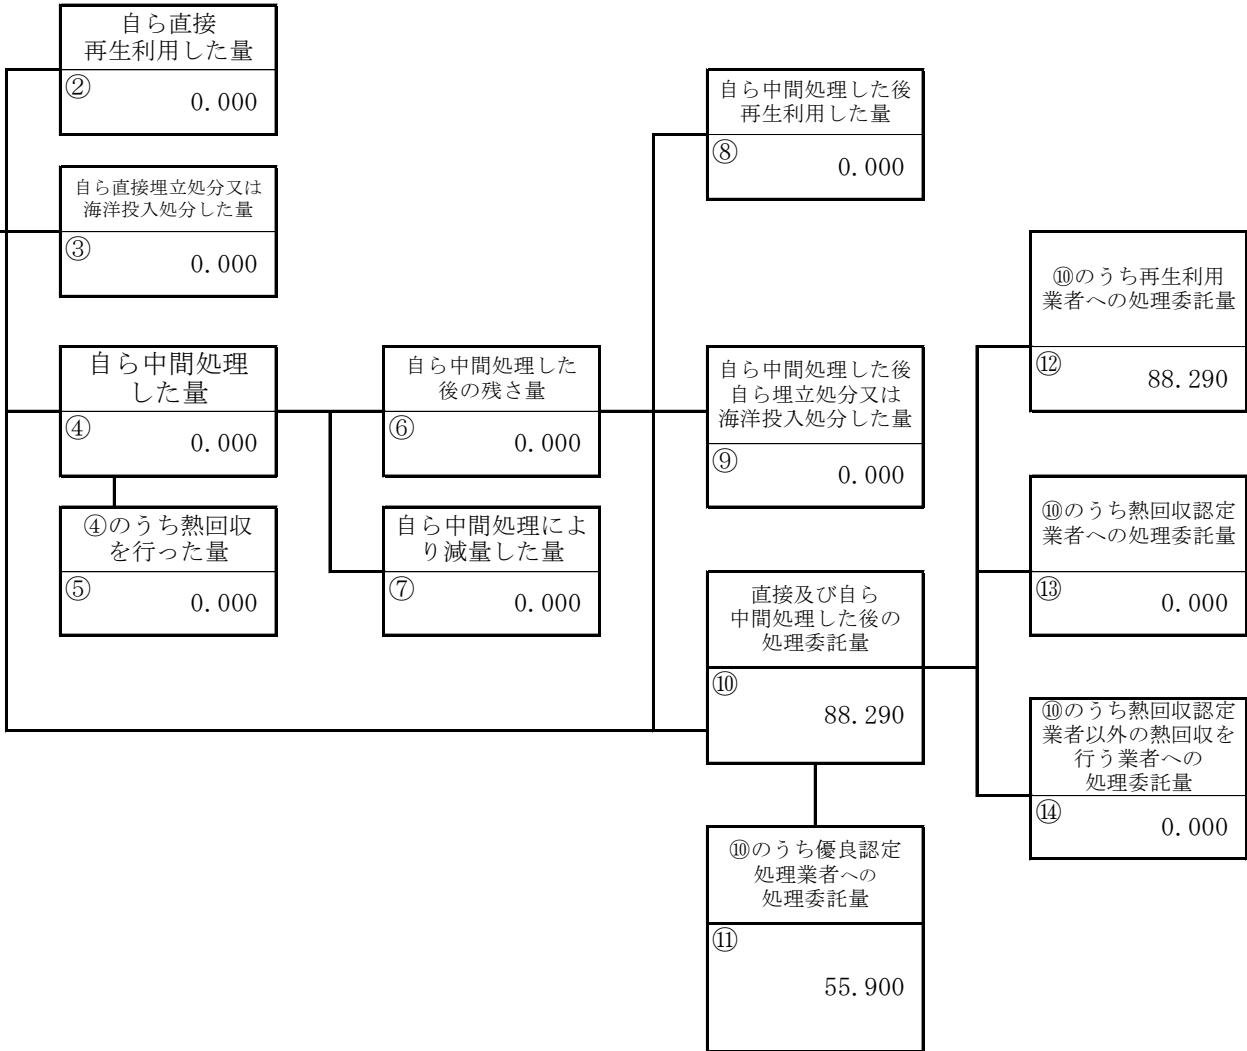 自ら直接
再生利用した量
②
0.000
自ら直接埋立処分又は
海洋投入処分した量
③
0.000
自ら中間処理
した量
④
0.000
④のうち熱回収
を行った量
⑤
0.000
自ら中間処理した
後の残さ量
⑥
0.000
自ら中間処理によ
り減量した量
⑦
0.000
自ら中間処理した後
再生利用した量
⑧
0.000
自ら中間処理した後
自ら埋立処分又は
海洋投入処分した量
⑨
0.000
直接及び自ら
中間処理した後の
処理委託量
⑩
88.290
⑩のうち優良認定
処理業者への
処理委託量
⑪
55.900
⑩のうち再生利用
業者への処理委託量
⑫
88.290
⑩のうち熱回収認定
業者への処理委託量
⑬
0.000
⑩のうち熱回収認定
業者以外の熱回収を
行う業者への
処理委託量
⑭
0.000